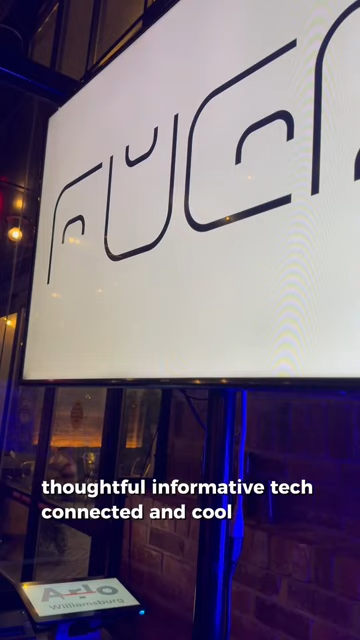 thoughtful informative tech
connected and cool
Arlo
Williamsburg